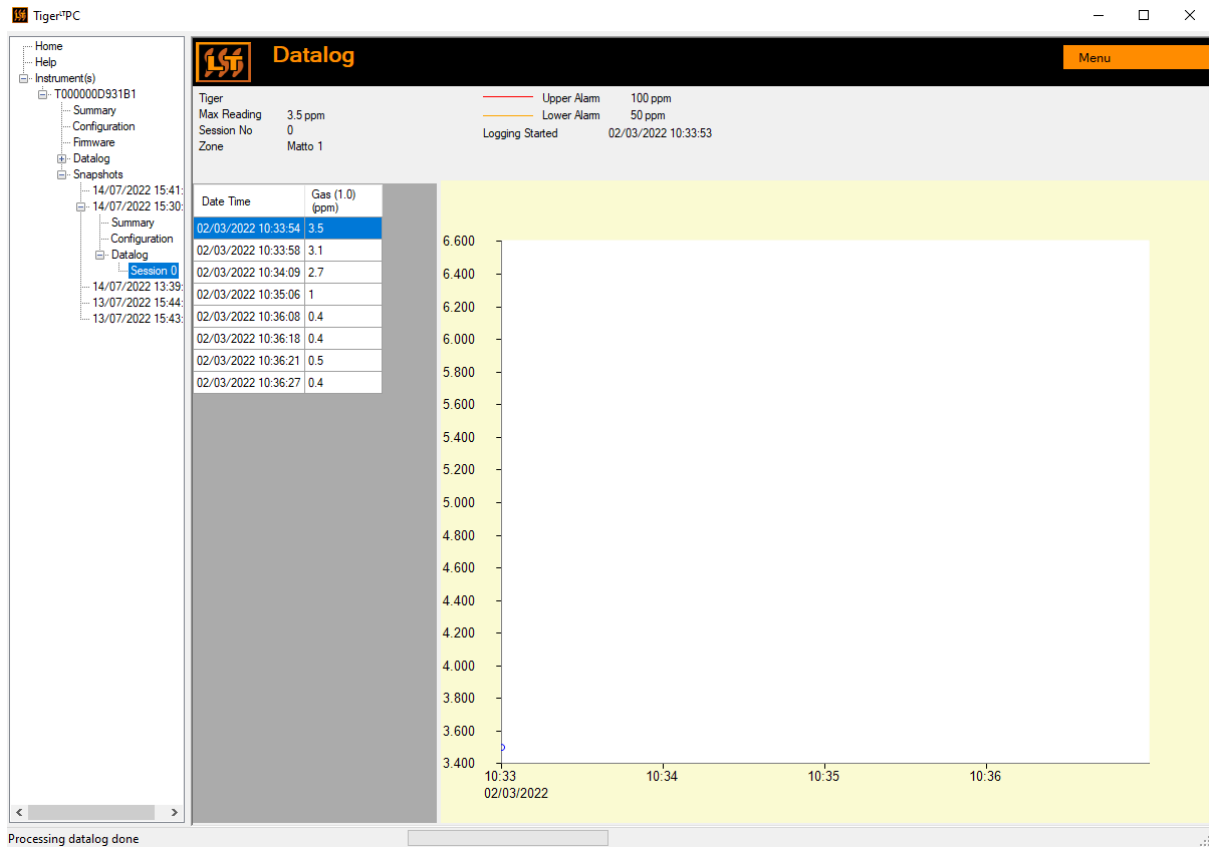 TigerLTPC
Home
Help
Instrument(s)
T000000D931B1
Summary
Configuration
Firmware
Datalog
Snapshots
14/07/2022 15:41:
14/07/2022 15:30:
Summary
Configuration
Datalog
Session 0
14/07/2022 13:39:
13/07/2022 15:44:
13/07/2022 15:43:
Datalog
Menu
Tiger
Max Reading 3.5 ppm
Session No 0
Zone Matto 1
Upper Alarm 100 ppm
Lower Alarm 50 ppm
Logging Started 02/03/2022 10:33:53
Date Time Gas (1.0) (ppm)
02/03/2022 10:33:54 3.5
02/03/2022 10:33:58 3.1
02/03/2022 10:34:09 2.7
02/03/2022 10:35:06 1
02/03/2022 10:36:08 0.4
02/03/2022 10:36:18 0.4
02/03/2022 10:36:21 0.5
02/03/2022 10:36:27 0.4
6.600
6.400
6.200
6.000
5.800
5.600
5.400
5.200
5.000
4.800
4.600
4.400
4.200
4.000
3.800
3.600
3.400
10:33 10:34 10:35 10:36
02/03/2022
Processing datalog done